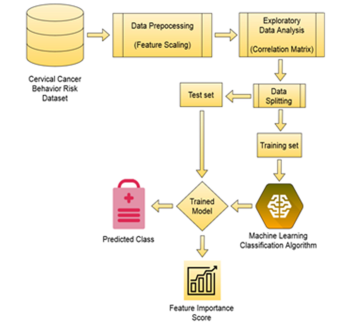 Data Prepocessing
(Feature Scaling)
Exploratory
Data Analysis
(Correlation Matrix)
Cervical Cancer
Behavior Risk
Dataset
Test set
Data
Splitting
Training set
Trained
Model
Predicted Class
Machine Learning
Classification Algorithm
Feature Importance
Score